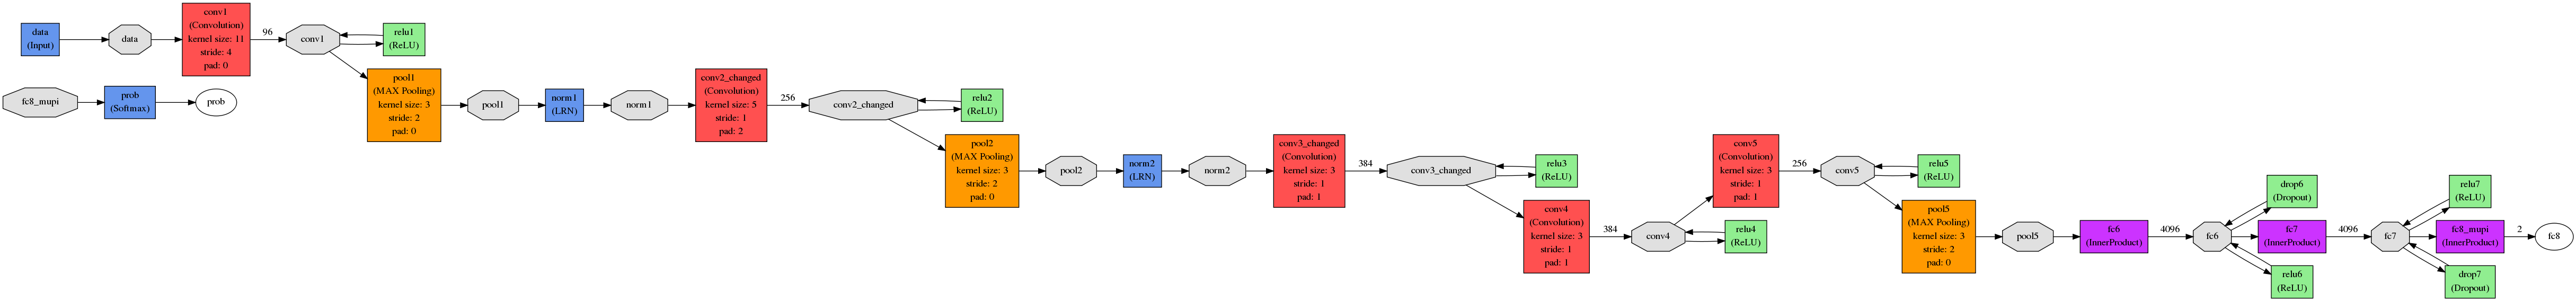 data
(Input)
data
conv1
(Convolution)
kernel size: 11
stride: 4
pad: 0
96
conv1
relu1
(ReLU)
fc8_mupi
prob
(Softmax)
prob
pool1
(MAX Pooling)
kernel size: 3
stride: 2
pad: 0
pool1
norm1
(LRN)
norm1
conv2_changed
(Convolution)
kernel size: 5
stride: 1
pad: 2
256
conv2_changed
relu2
(ReLU)
pool2
(MAX Pooling)
kernel size: 3
stride: 2
pad: 0
pool2
norm2
(LRN)
norm2
conv3_changed
(Convolution)
kernel size: 3
stride: 1
pad: 1
384
conv3_changed
relu3
(ReLU)
conv4
(Convolution)
kernel size: 3
stride: 1
pad: 1
384
conv4
relu4
(ReLU)
conv5
(Convolution)
kernel size: 3
stride: 1
pad: 1
256
conv5
relu5
(ReLU)
pool5
(MAX Pooling)
kernel size: 3
stride: 2
pad: 0
pool5
fc6
(InnerProduct)
4096
fc6
drop6
(Dropout)
fc7
(InnerProduct)
relu6
(ReLU)
4096
fc7
relu7
(ReLU)
fc8_mupi
(InnerProduct)
drop7
(Dropout)
2
fc8